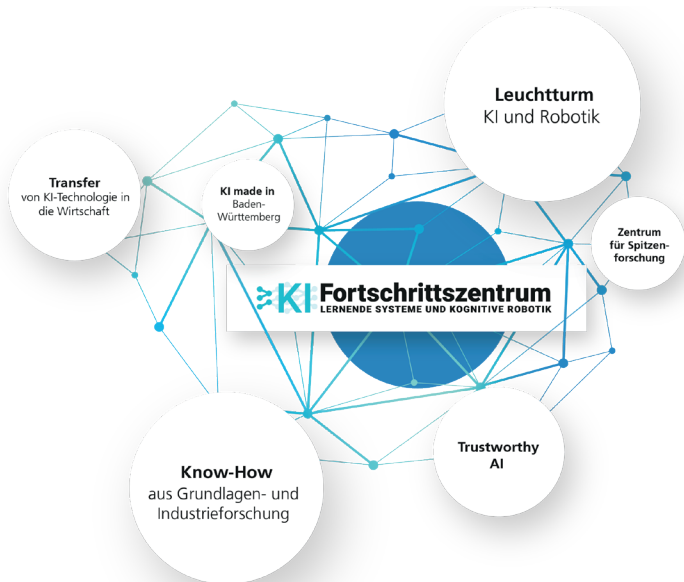 Leuchtturm
KI und Robotik
Transfer
von KI-Technologie in
die Wirtschaft
KI made in
Baden-
Württemberg
Zentrum
für Spitzen-
forschung
KI Fortschrittszentrum
LERNENDE SYSTEME UND KOGNITIVE ROBOTIK
Trustworthy
AI
Know-How
aus Grundlagen- und
Industrieforschung